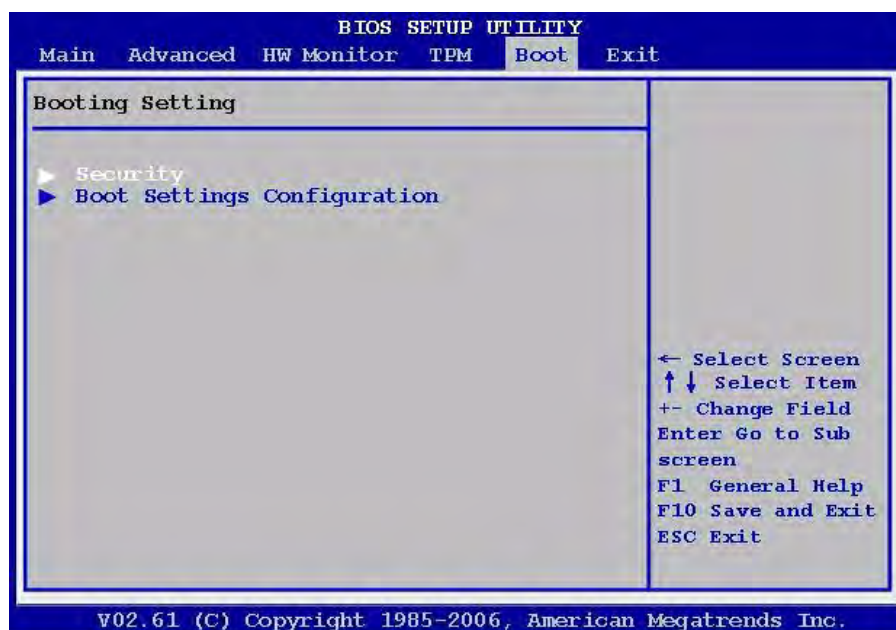 BIOS SETUP UTILITY
Main Advanced HW Monitor TPM Boot Exit
Booting Setting
▶ Security
▶ Boot Settings Configuration
← Select Screen
↑↓ Select Item
+- Change Field
Enter Go to Sub
screen
F1 General Help
F10 Save and Exit
ESC Exit
V02.61 (C) Copyright 1985-2006, American Megatrends Inc.